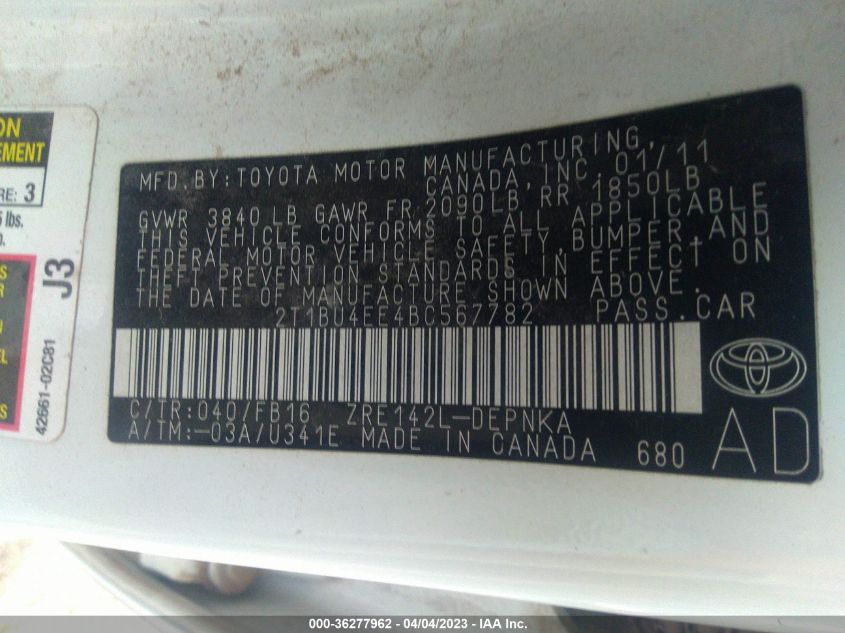 ON
EMENT
RE: 3
5 lbs.
J3
42661-02C81
MFD.BY:TOYOTA MOTOR MANUFACTURING,
CANADA, INC. 01/11
GVWR 3840 LB GAWR FR 2090LB, RR 1850LB
THIS VEHICLE CONFORMS TO ALL APPLICABLE
FEDERAL MOTOR VEHICLE SAFETY, BUMPER AND
THEFT PREVENTION STANDARDS IN EFFECT ON
THE DATE OF MANUFACTURE SHOWN ABOVE.
2T1BU4EE4BC567782 PASS.CAR
C/TR:040/FB16 ZRE142L-DEPNKA
A/TM:-03A/U341E MADE IN CANADA 680
AD
000-36277962 - 04/04/2023 - IAA Inc.